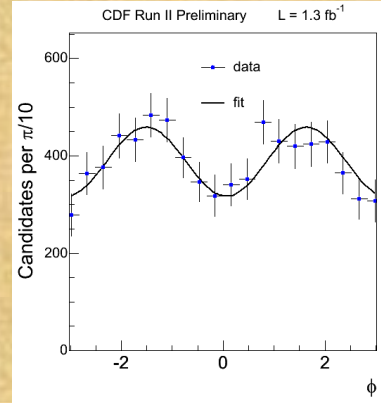 CDF Run II Preliminary L = 1.3 fb⁻¹
Candidates per π/10
600
400
200
0
data
fit
-2 0 2
ϕ